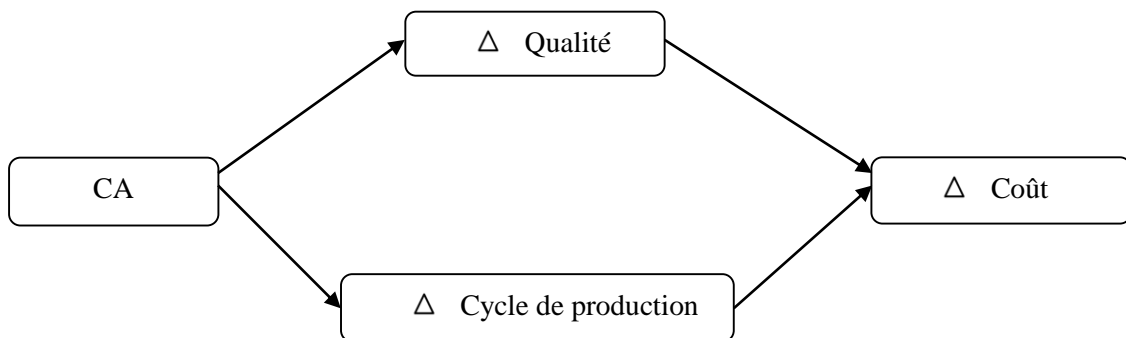 △ Qualité
CA
△ Coût
△ Cycle de production